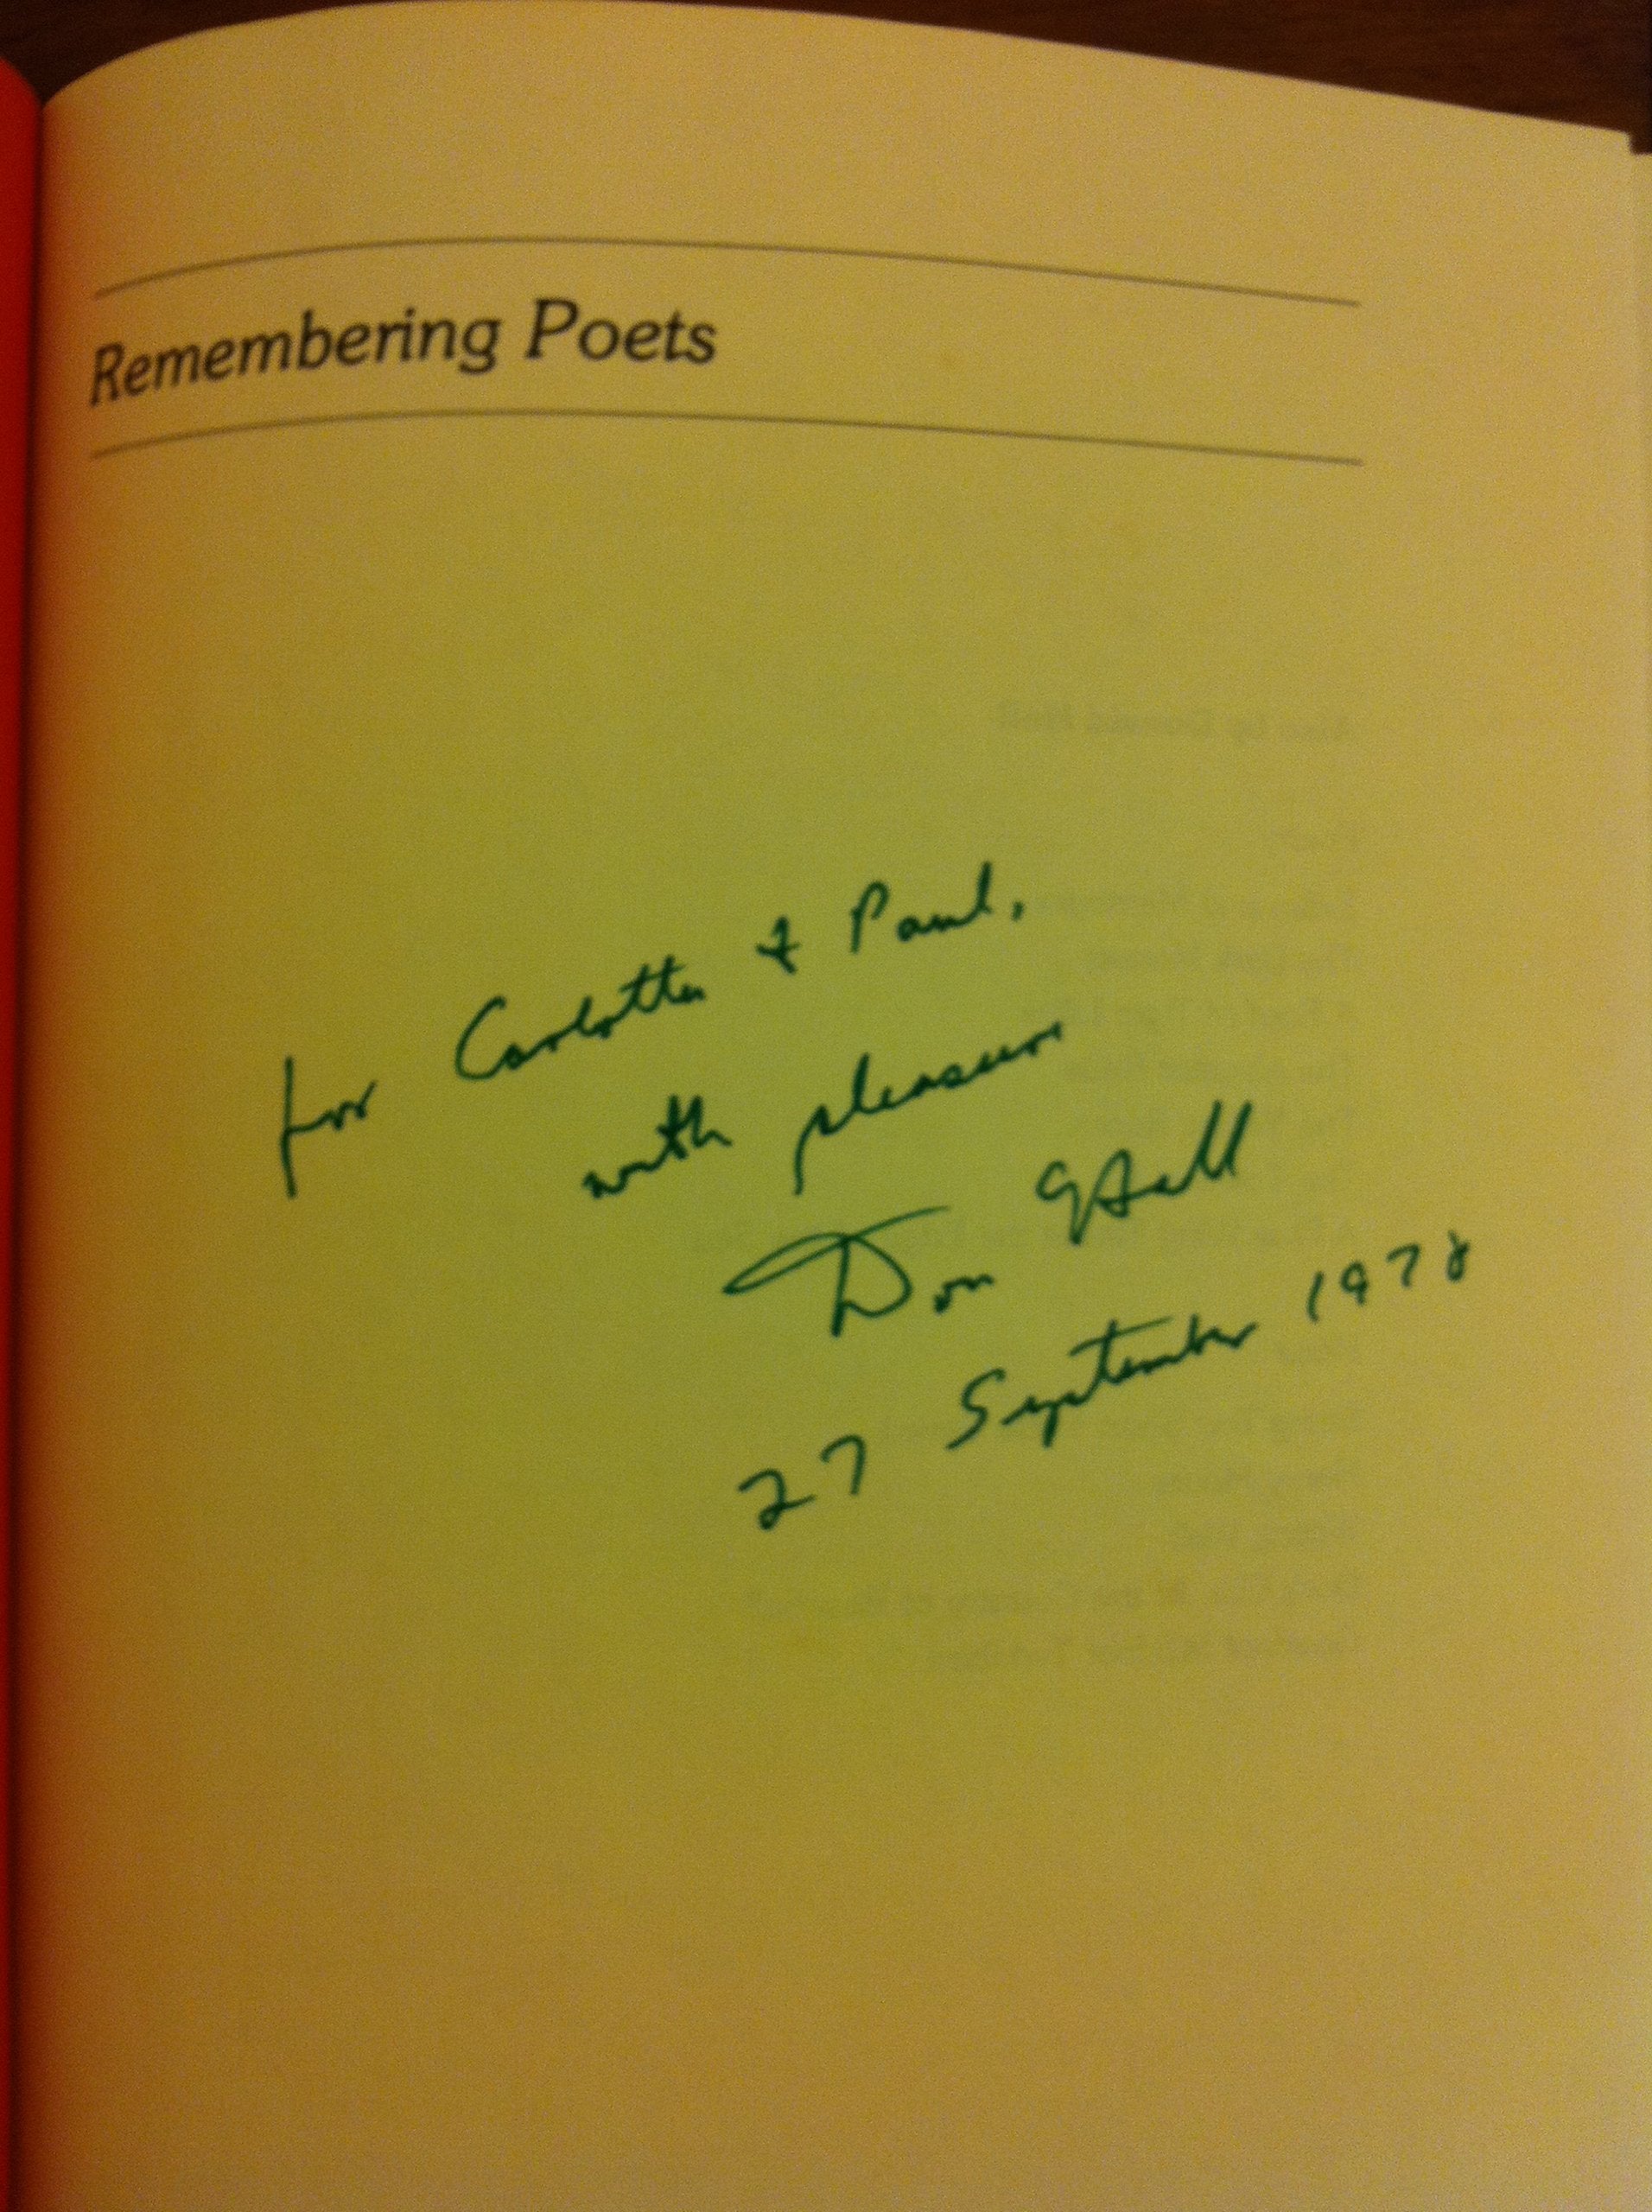 Remembering Poets
for Carlotta & Paul,
with pleasure
Don Hall
27 September 1978